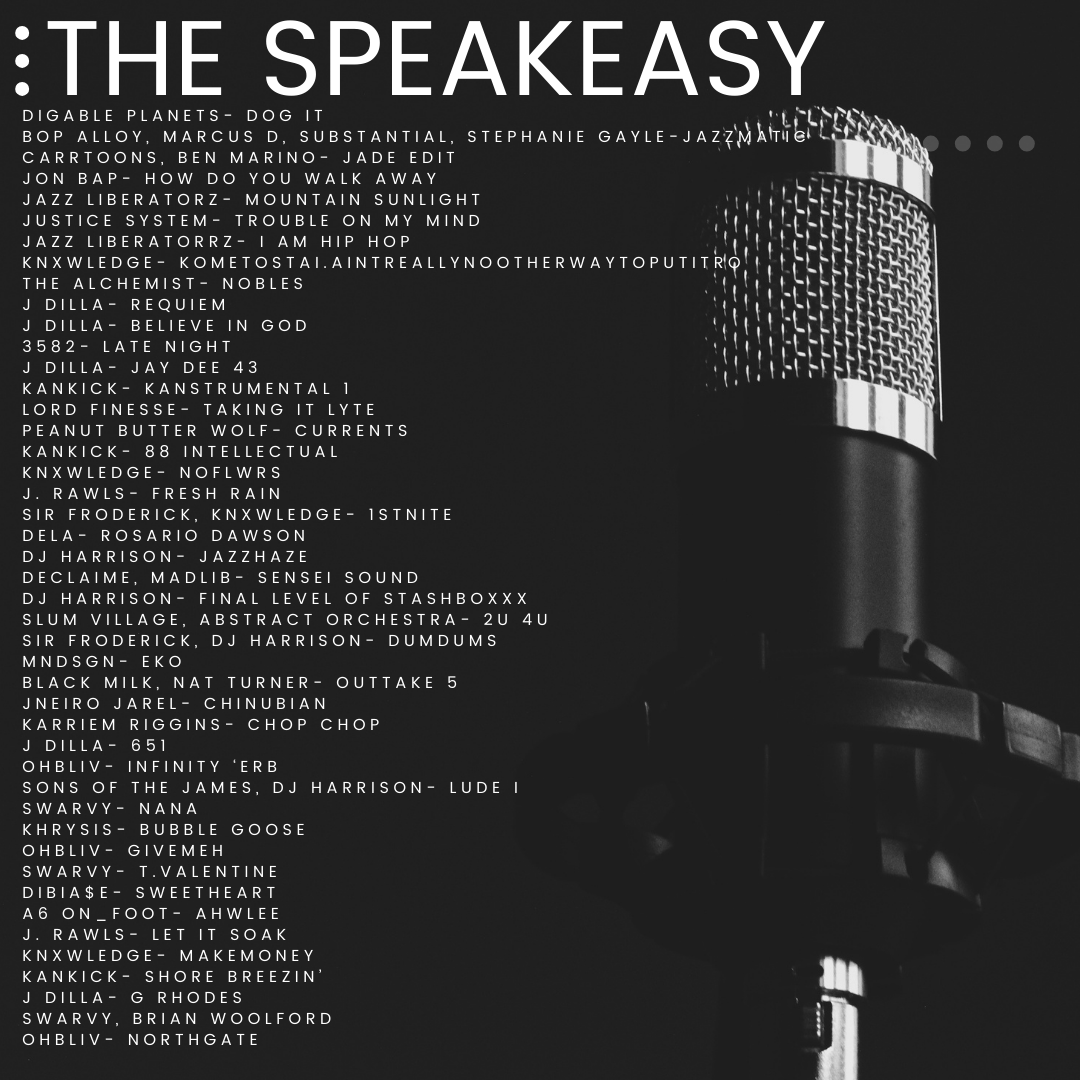 THE SPEAKEASY
DIGABLE PLANETS- DOG IT
BOP ALLOY, MARCUS D, SUBSTANTIAL, STEPHANIE GAYLE-JAZZMATIC
CARRTOONS, BEN MARINO- JADE EDIT
JON BAP- HOW DO YOU WALK AWAY
JAZZ LIBERATORZ- MOUNTAIN SUNLIGHT
JUSTICE SYSTEM- TROUBLE ON MY MIND
JAZZ LIBERATORRZ- I AM HIP HOP
KNXWLEDGE- KOMETOSTAI.AINTREALLYNOOTHERWAYTOPUTITRO
THE ALCHEMIST- NOBLES
J DILLA- REQUIEM
J DILLA- BELIEVE IN GOD
3582- LATE NIGHT
J DILLA- JAY DEE 43
KANKICK- KANSTRUMENTAL 1
LORD FINESSE- TAKING IT LYTE
PEANUT BUTTER WOLF- CURRENTS
KANKICK- 88 INTELLECTUAL
KNXWLEDGE- NOFLWRS
J. RAWLS- FRESH RAIN
SIR FRODERICK, KNXWLEDGE- 1STNITE
DELA- ROSARIO DAWSON
DJ HARRISON- JAZZHAZE
DECLAIME, MADLIB- SENSEI SOUND
DJ HARRISON- FINAL LEVEL OF STASHBOXXX
SLUM VILLAGE, ABSTRACT ORCHESTRA- 2U 4U
SIR FRODERICK, DJ HARRISON- DUMDUMS
MNDSGN- EKO
BLACK MILK, NAT TURNER- OUTTAKE 5
JNEIRO JAREL- CHINUBIAN
KARRIEM RIGGINS- CHOP CHOP
J DILLA- 651
OHBLIV- INFINITY ‘ERB
SONS OF THE JAMES, DJ HARRISON- LUDE I
SWARVY- NANA
KHRYSIS- BUBBLE GOOSE
OHBLIV- GIVEMEH
SWARVY- T.VALENTINE
DIBIA$E- SWEETHEART
A6 ON_FOOT- AHWLEE
J. RAWLS- LET IT SOAK
KNXWLEDGE- MAKEMONEY
KANKICK- SHORE BREEZIN’
J DILLA- G RHODES
SWARVY, BRIAN WOOLFORD
OHBLIV- NORTHGATE